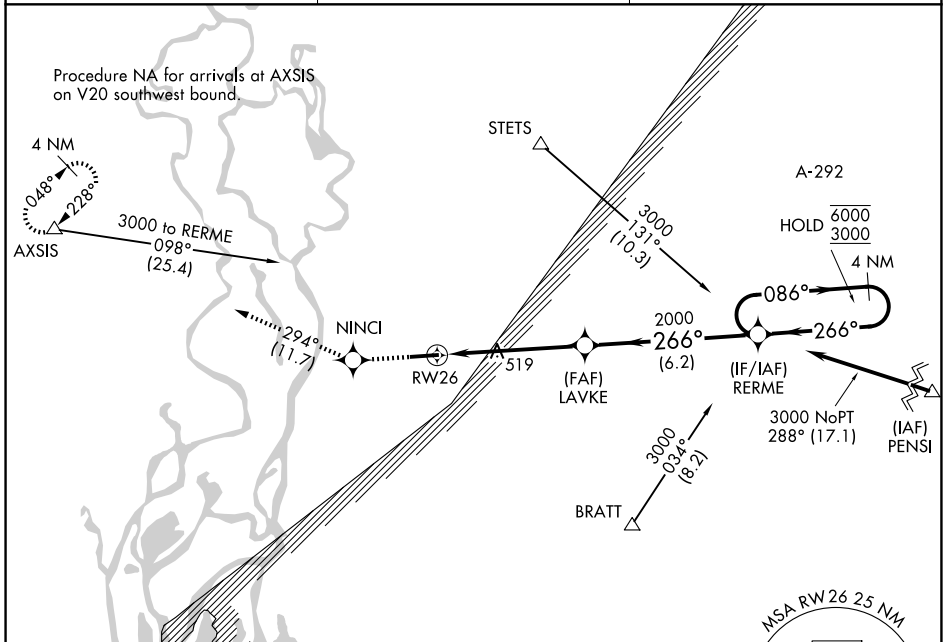 Procedure NA for arrivals at AXSIS
on V20 southwest bound.
4 NM
048°
228°
AXSIS
3000 to RERME
098°
(25.4)
STETS
3000
131°
(10.3)
A-292
HOLD
6000
3000
4 NM
086°
266°
294°
(11.7)
NINCI
RW26
519
(FAF)
LAVKE
2000
266°
(6.2)
(IF/IAF)
RERME
3000 NoPT
288° (17.1)
(IAF)
PENSI
3000
034°
(8.2)
BRATT
MSA RW26 25 NM